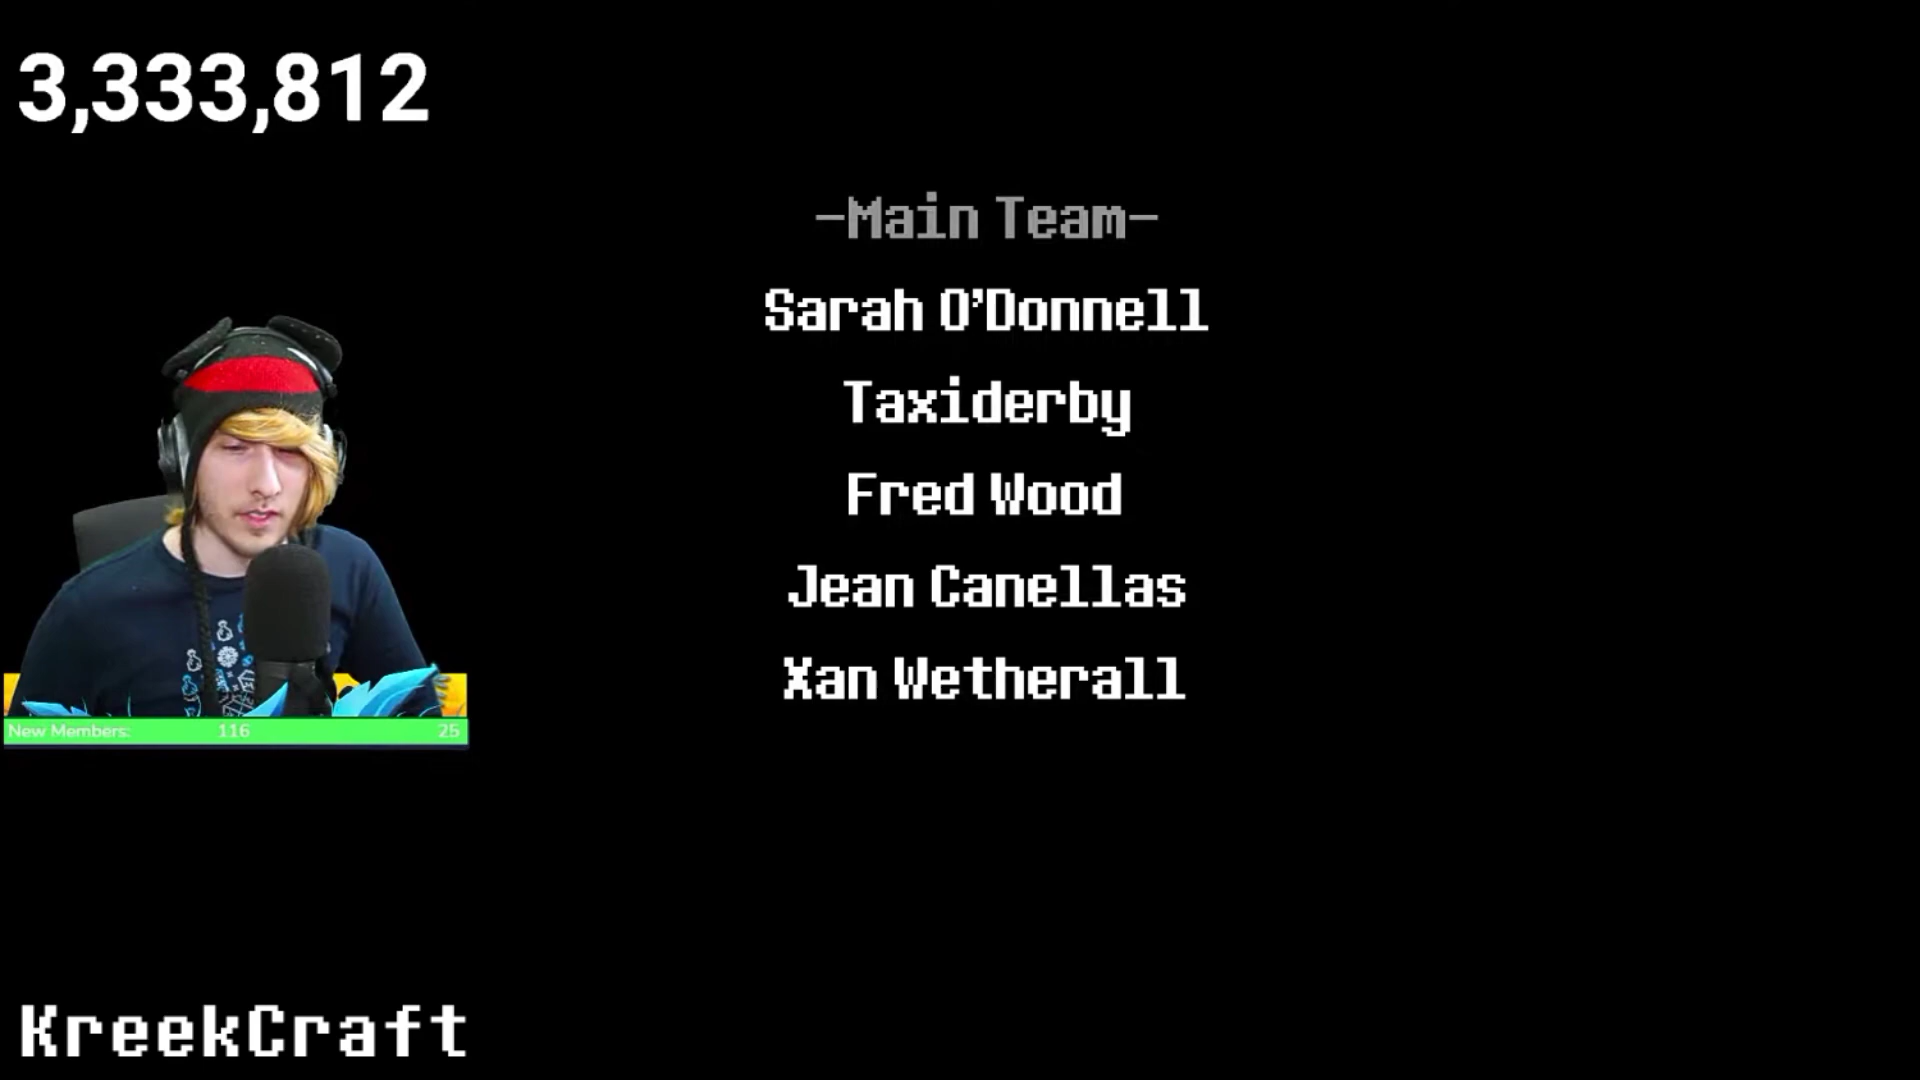 3,333,812
-Main Team-
Sarah O'Donnell
Taxiderby
Fred Wood
Jean Canellas
Xan Wetherall
New Members: 116 25
KreekCraft